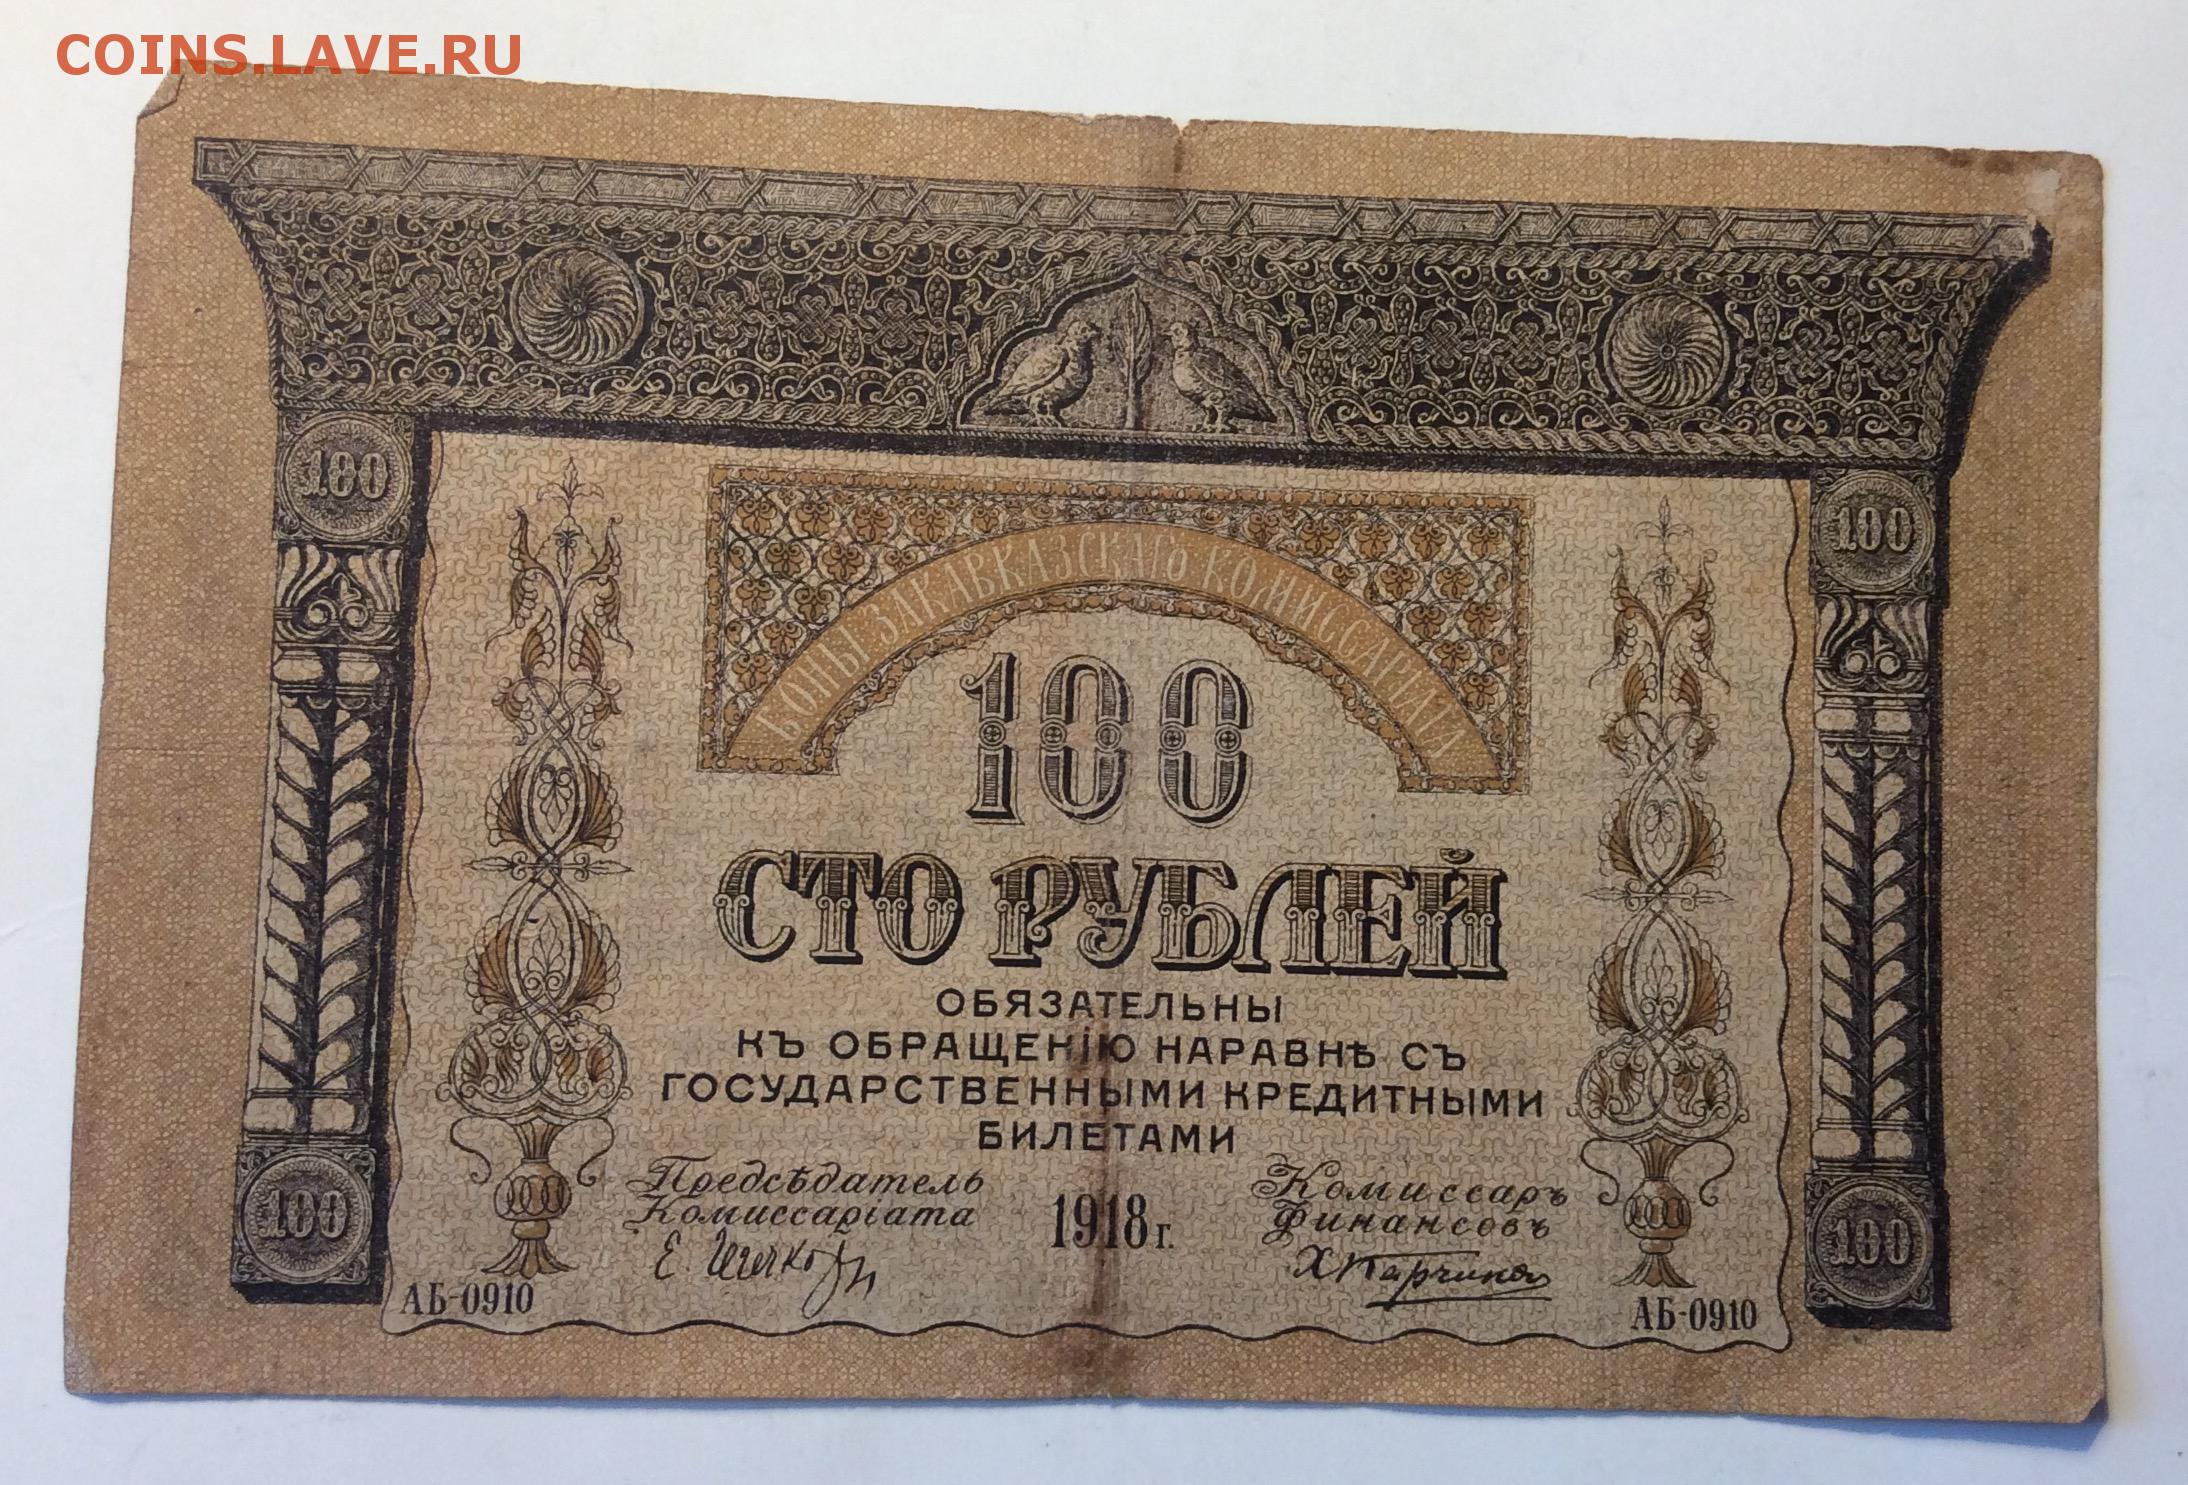 COINS.LAVE.RU
БОНЫ ЗАКАВКАЗСКАГО КОМИССАРІАТА
100 100
100
СТО РУБЛЕЙ
ОБЯЗАТЕЛЬНЫ
КЪ ОБРАЩЕНІЮ НАРАВНѢ СЪ
ГОСУДАРСТВЕННЫМИ КРЕДИТНЫМИ
БИЛЕТАМИ
Предсѣдатель
Комиссаріата
1918 г.
Комиссаръ
Финансовъ
100 100
АБ-0910 АБ-0910